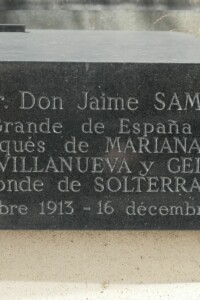 r. Don Jaime SAM
Grande de España
qués de MARIANA
VILLANUEVA y GEL
onde de SOLTERRA
bre 1913 - 16 décemb